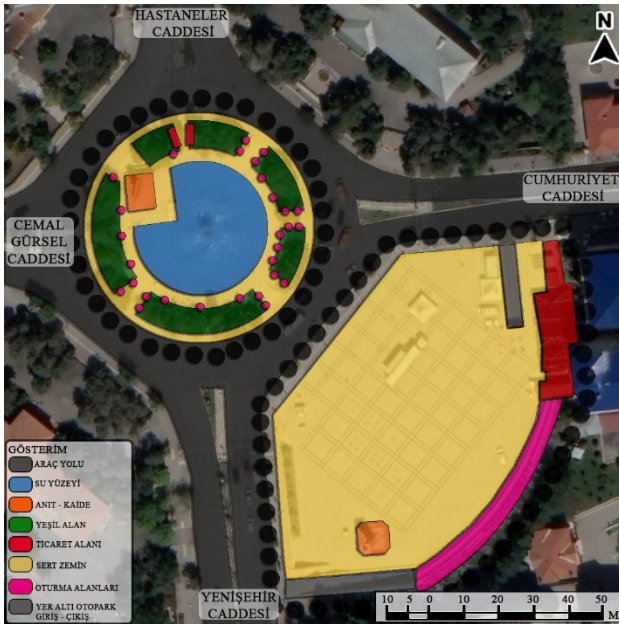 HASTANELER
CADDESİ
N
CUMHURİYET
CADDESİ
CEMAL
GÜRSEL
CADDESİ
GÖSTERİM
ARAÇ YOLU
SU YÜZEYİ
ANIT - KAİDE
YEŞİL ALAN
TİCARET ALANI
SERT ZEMİN
OTURMA ALANLARI
YER ALTI OTOPARK
GİRİŞ - ÇIKIŞ
YENİŞEHİR
CADDESİ
10 5 0 10 20 30 40 50
M